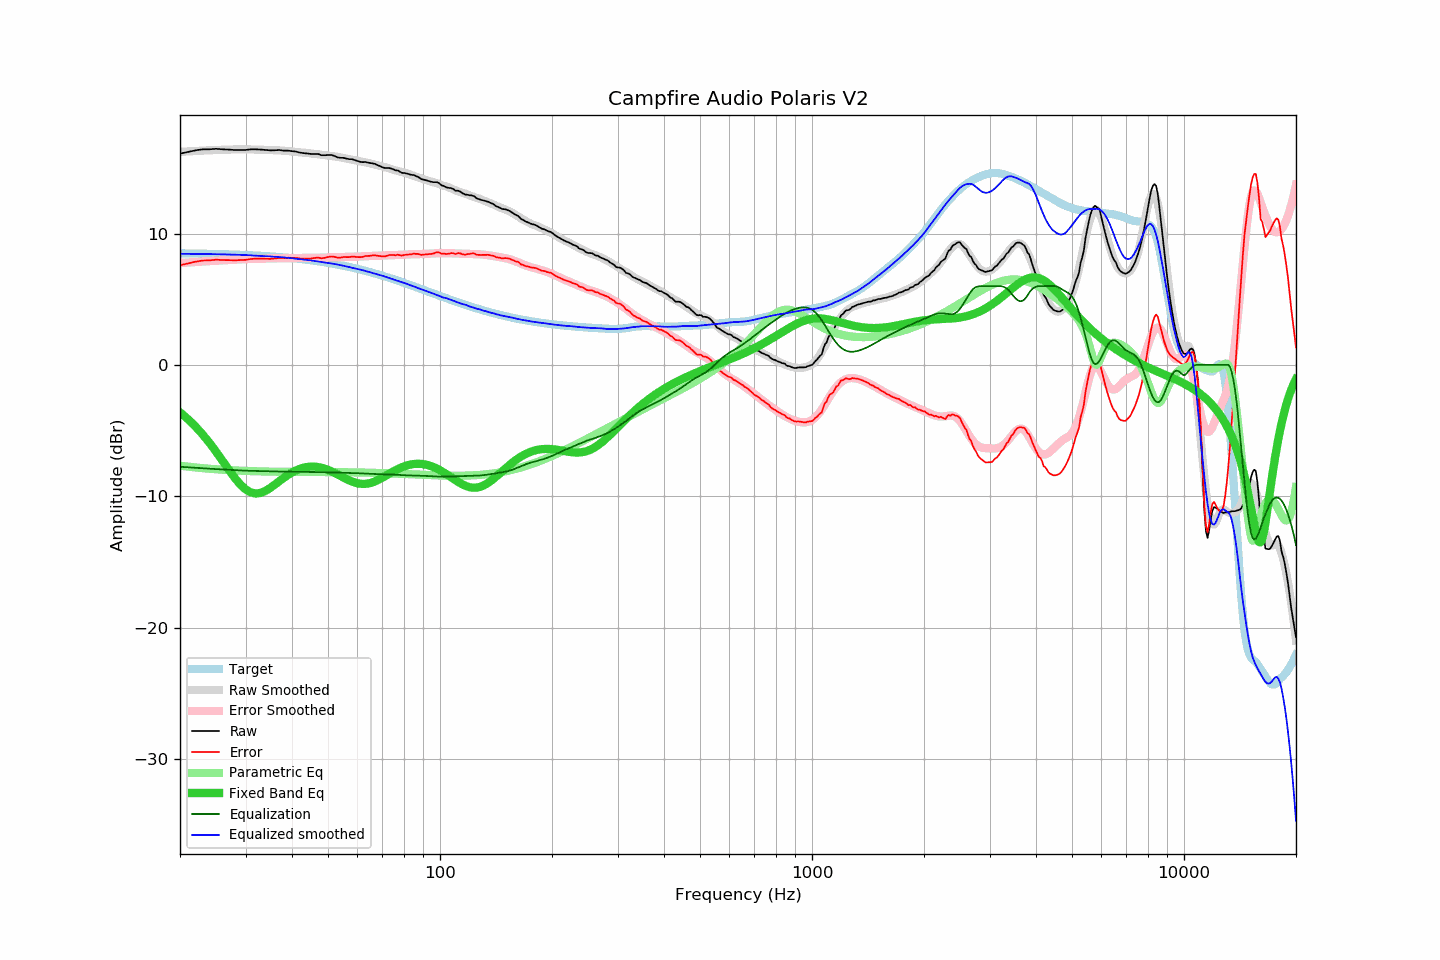 Campfire Audio Polaris V2
Amplitude (dBr)
10
0
−10
−20
−30
Target
Raw Smoothed
Error Smoothed
Raw
Error
Parametric Eq
Fixed Band Eq
Equalization
Equalized smoothed
100
1000
10000
Frequency (Hz)